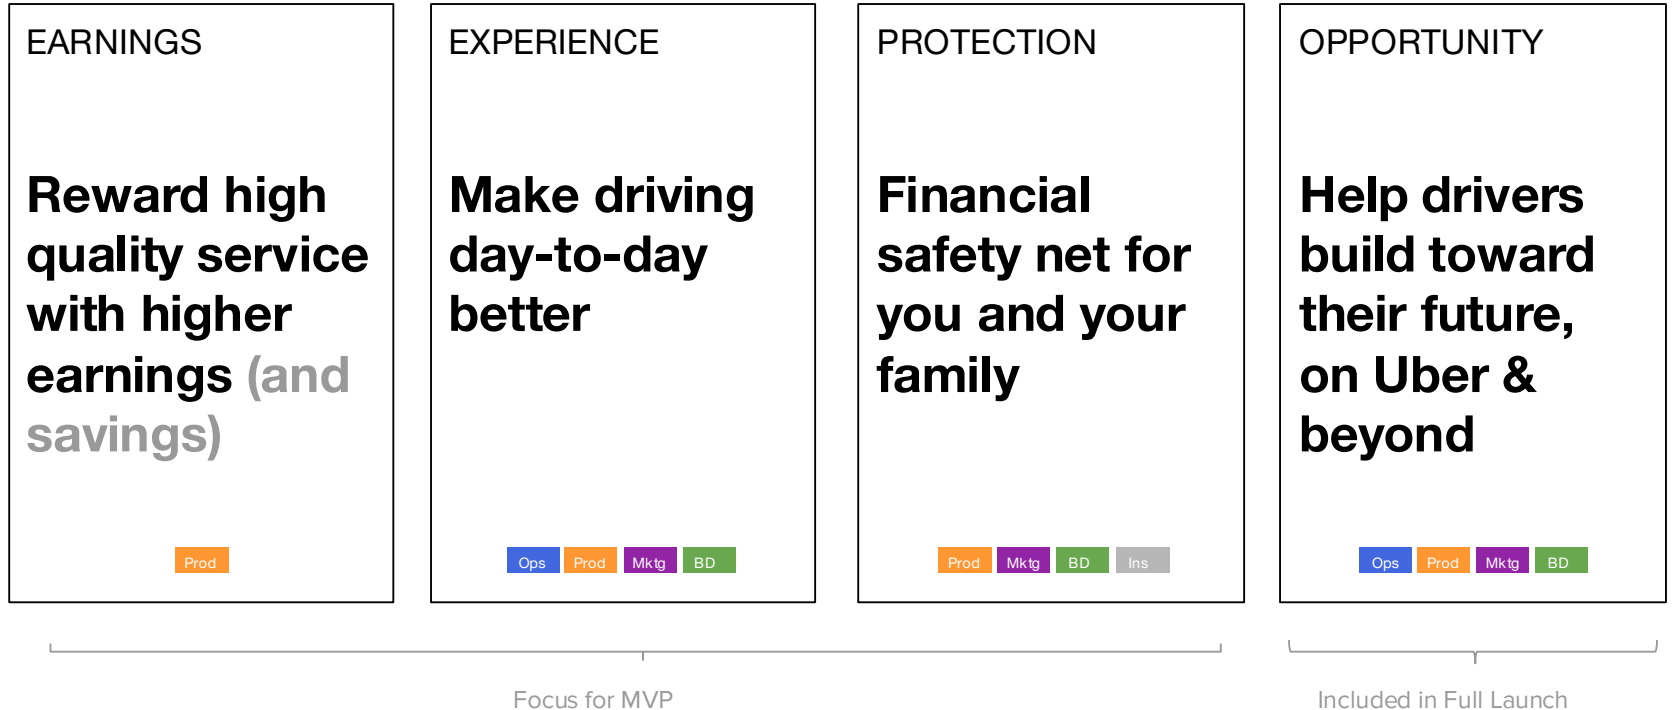 EARNINGS
Reward high
quality service
with higher
earnings (and
savings)
Prod
EXPERIENCE
Make driving
day-to-day
better
Ops Prod Mktg BD
PROTECTION
Financial
safety net for
you and your
family
Prod Mktg BD Ins
OPPORTUNITY
Help drivers
build toward
their future,
on Uber &
beyond
Ops Prod Mktg BD
Focus for MVP
Included in Full Launch